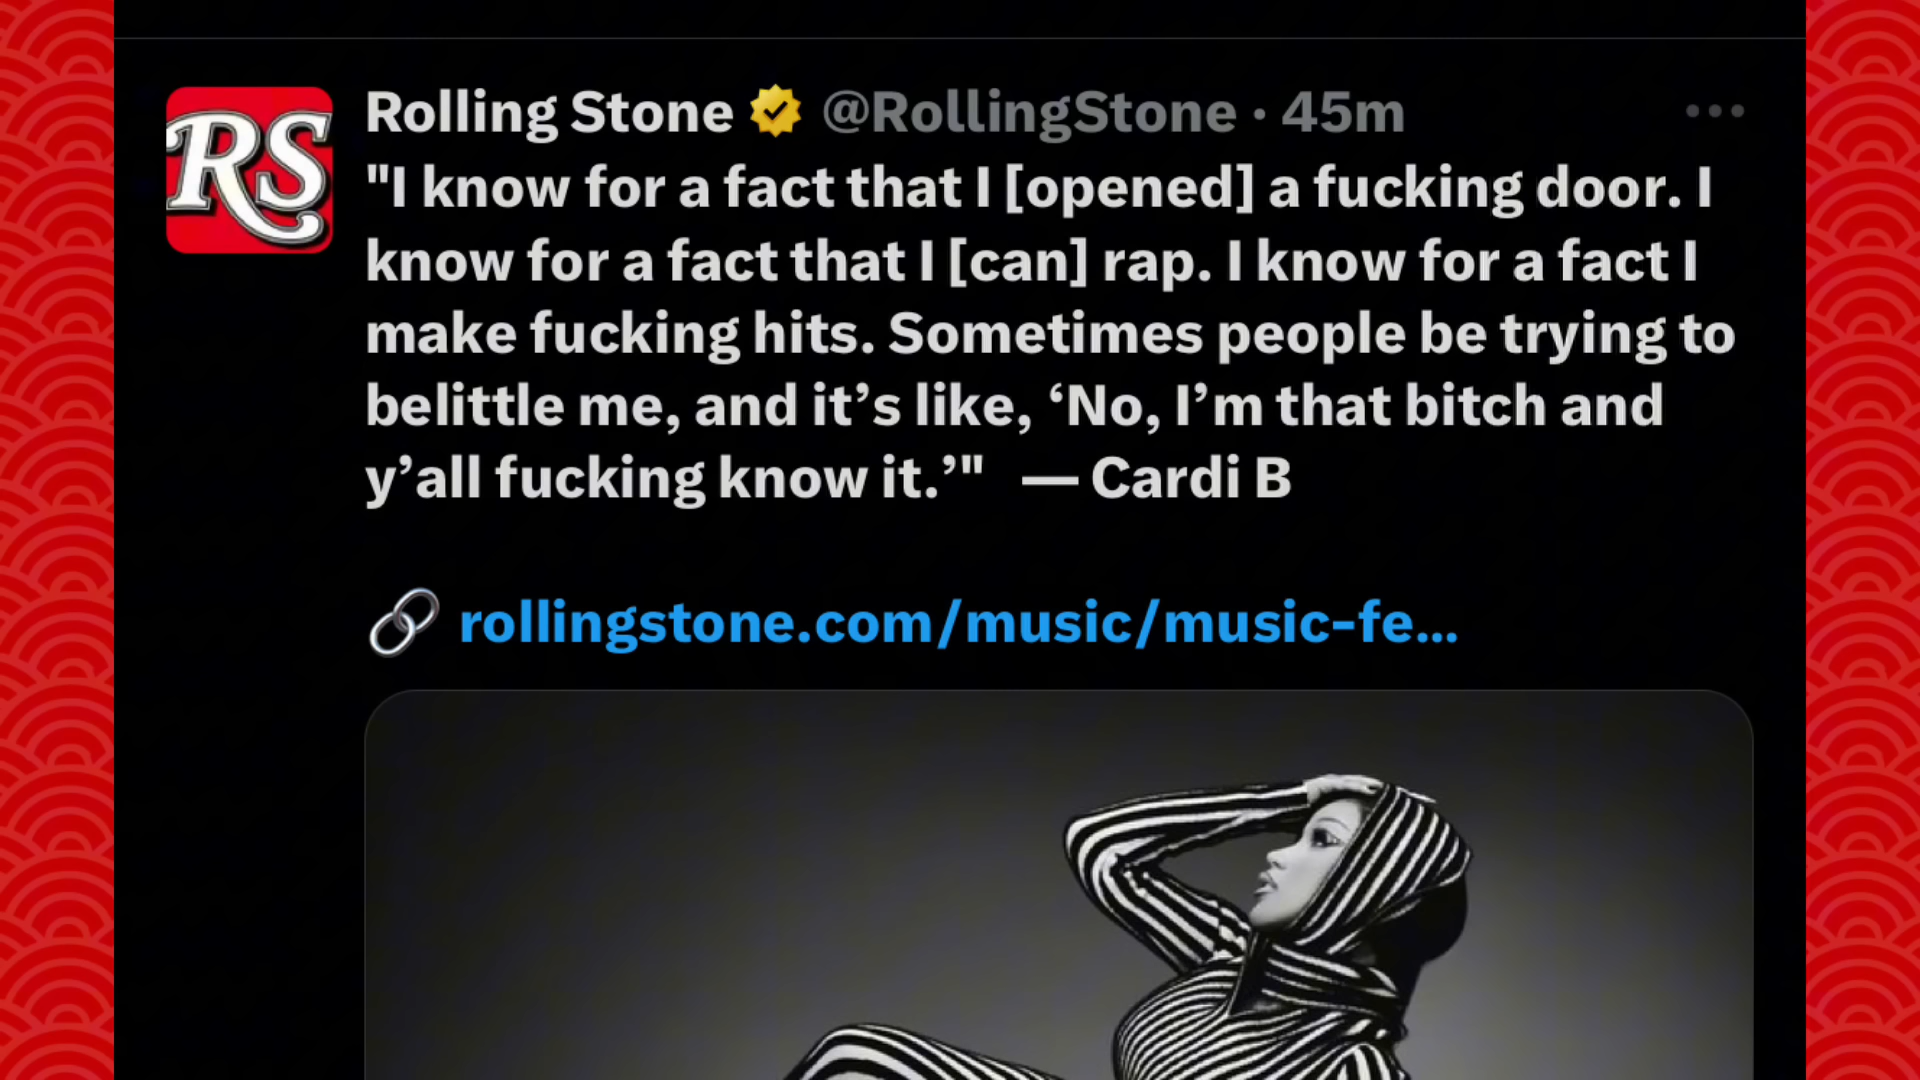 RS
Rolling Stone @RollingStone · 45m
"I know for a fact that I [opened] a fucking door. I
know for a fact that I [can] rap. I know for a fact I
make fucking hits. Sometimes people be trying to
belittle me, and it’s like, ‘No, I’m that bitch and
y’all fucking know it.’" — Cardi B
rollingstone.com/music/music-fe...